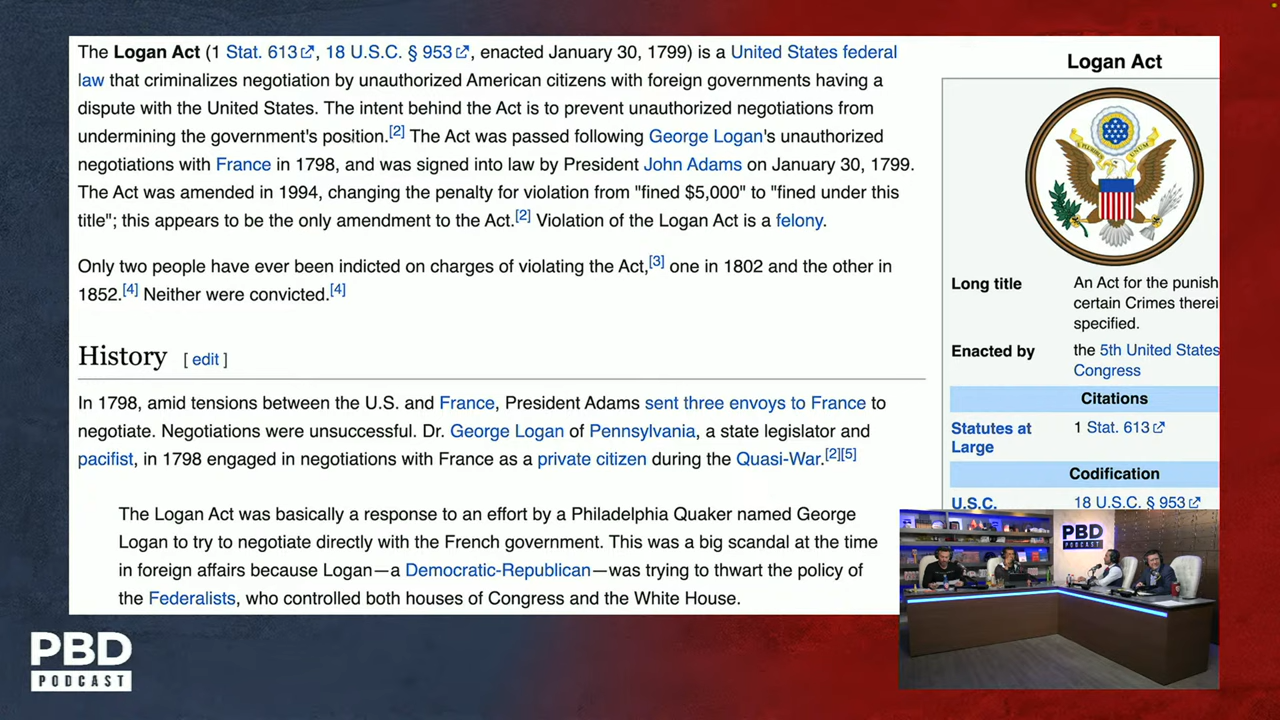 The Logan Act (1 Stat. 613, 18 U.S.C. § 953, enacted January 30, 1799) is a United States federal
law that criminalizes negotiation by unauthorized American citizens with foreign governments having a
dispute with the United States. The intent behind the Act is to prevent unauthorized negotiations from
undermining the government's position.[2] The Act was passed following George Logan's unauthorized
negotiations with France in 1798, and was signed into law by President John Adams on January 30, 1799.
The Act was amended in 1994, changing the penalty for violation from "fined $5,000" to "fined under this
title"; this appears to be the only amendment to the Act.[2] Violation of the Logan Act is a felony.
Only two people have ever been indicted on charges of violating the Act,[3] one in 1802 and the other in
1852.[4] Neither were convicted.[4]
History [ edit ]
In 1798, amid tensions between the U.S. and France, President Adams sent three envoys to France to
negotiate. Negotiations were unsuccessful. Dr. George Logan of Pennsylvania, a state legislator and
pacifist, in 1798 engaged in negotiations with France as a private citizen during the Quasi-War.[2][5]
The Logan Act was basically a response to an effort by a Philadelphia Quaker named George
Logan to try to negotiate directly with the French government. This was a big scandal at the time
in foreign affairs because Logan—a Democratic-Republican—was trying to thwart the policy of
the Federalists, who controlled both houses of Congress and the White House.
Logan Act
Long title An Act for the punish
certain Crimes therei
specified.
Enacted by the 5th United States
Congress
Citations
Statutes at 1 Stat. 613
Large
Codification
U.S.C. 18 U.S.C. § 953
PBD
PODCAST
PBD
PODCAST